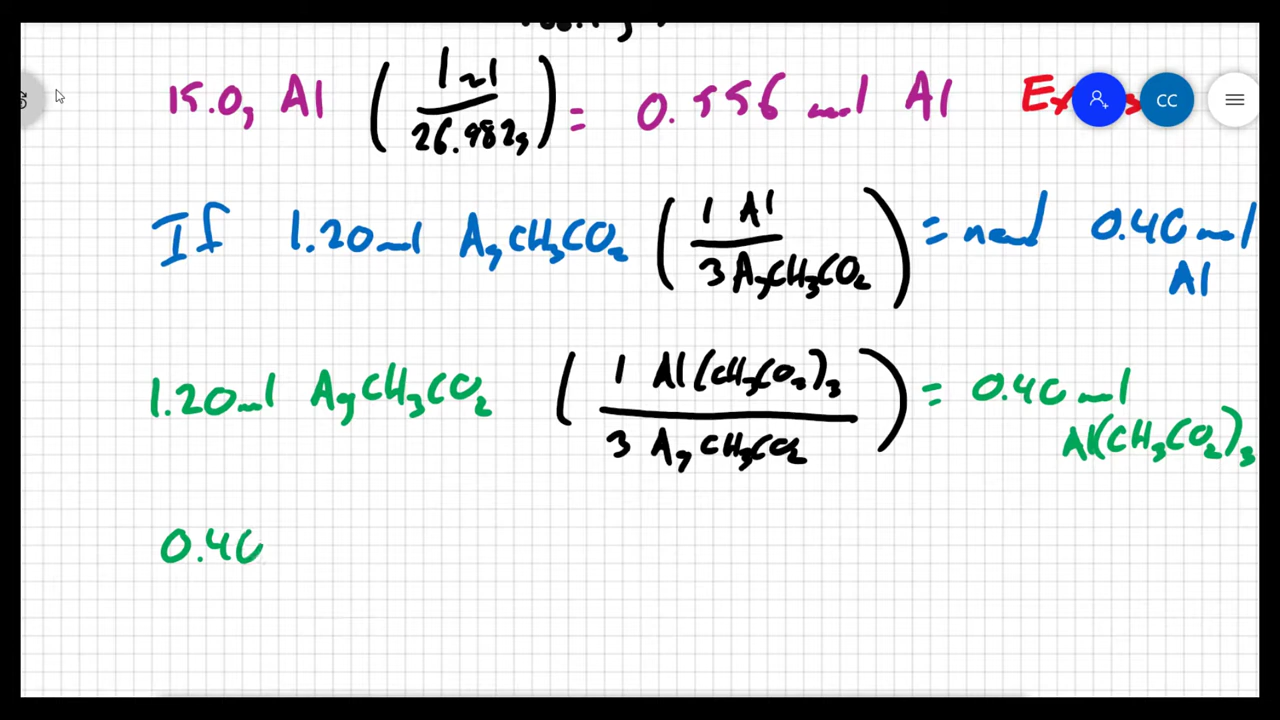 15.0g Al ( 1 mol / 26.982g ) = 0.556 mol Al
CC
If 1.20 mol AgCH3CO2 ( 1 Al / 3 AgCH3CO2 ) = need 0.40 mol Al
1.20 mol AgCH3CO2 ( 1 Al(CH3CO2)3 / 3 AgCH3CO2 ) = 0.40 mol Al(CH3CO2)3
0.40